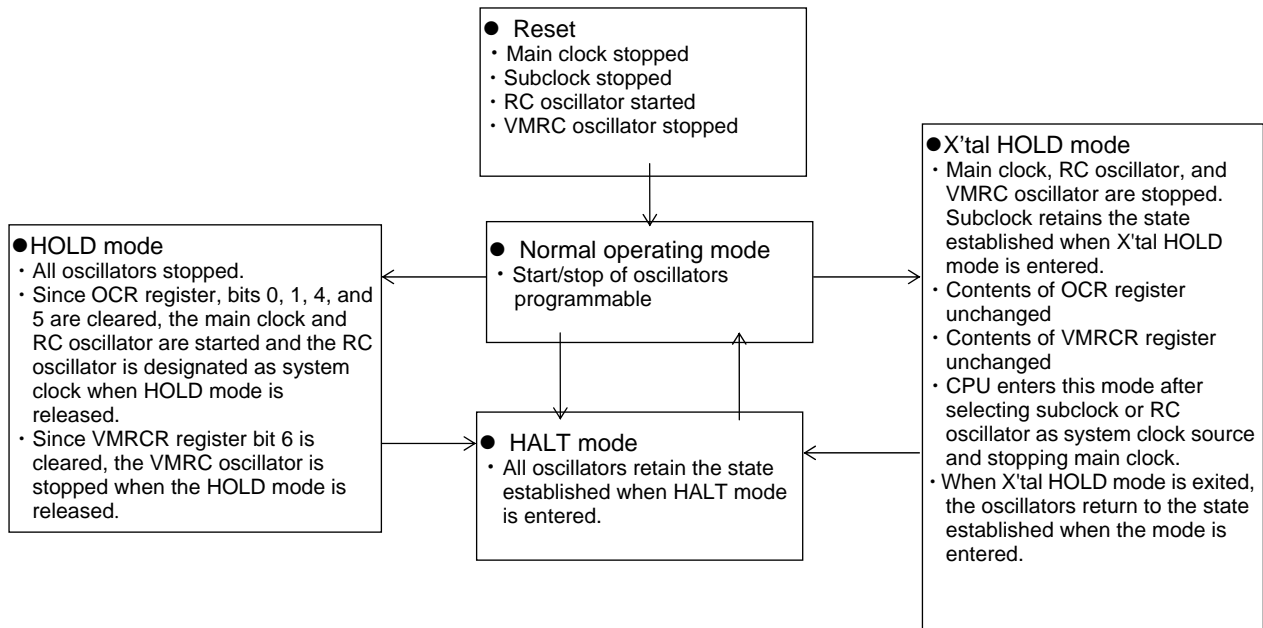 ● Reset
・Main clock stopped
・Subclock stopped
・RC oscillator started
・VMRC oscillator stopped
●HOLD mode
・All oscillators stopped.
・Since OCR register, bits 0, 1, 4, and
5 are cleared, the main clock and
RC oscillator are started and the RC
oscillator is designated as system
clock when HOLD mode is
released.
・Since VMRCR register bit 6 is
cleared, the VMRC oscillator is
stopped when the HOLD mode is
released.
● Normal operating mode
・Start/stop of oscillators
programmable
● HALT mode
・All oscillators retain the state
established when HALT mode
is entered.
●X'tal HOLD mode
・Main clock, RC oscillator, and
VMRC oscillator are stopped.
Subclock retains the state
established when X'tal HOLD
mode is entered.
・Contents of OCR register
unchanged
・Contents of VMRCR register
unchanged
・CPU enters this mode after
selecting subclock or RC
oscillator as system clock source
and stopping main clock.
・When X'tal HOLD mode is exited,
the oscillators return to the state
established when the mode is
entered.